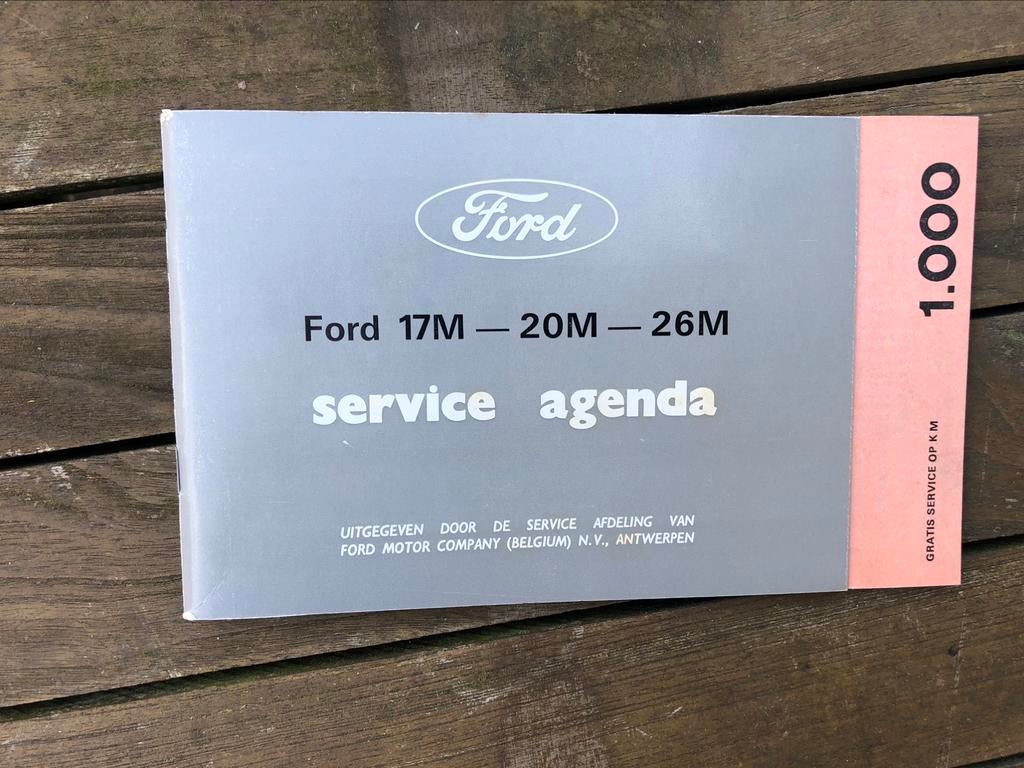 Ford
Ford 17M — 20M — 26M
service agenda
UITGEGEVEN DOOR DE SERVICE AFDELING VAN
FORD MOTOR COMPANY (BELGIUM) N.V., ANTWERPEN
GRATIS SERVICE OP KM 1.000